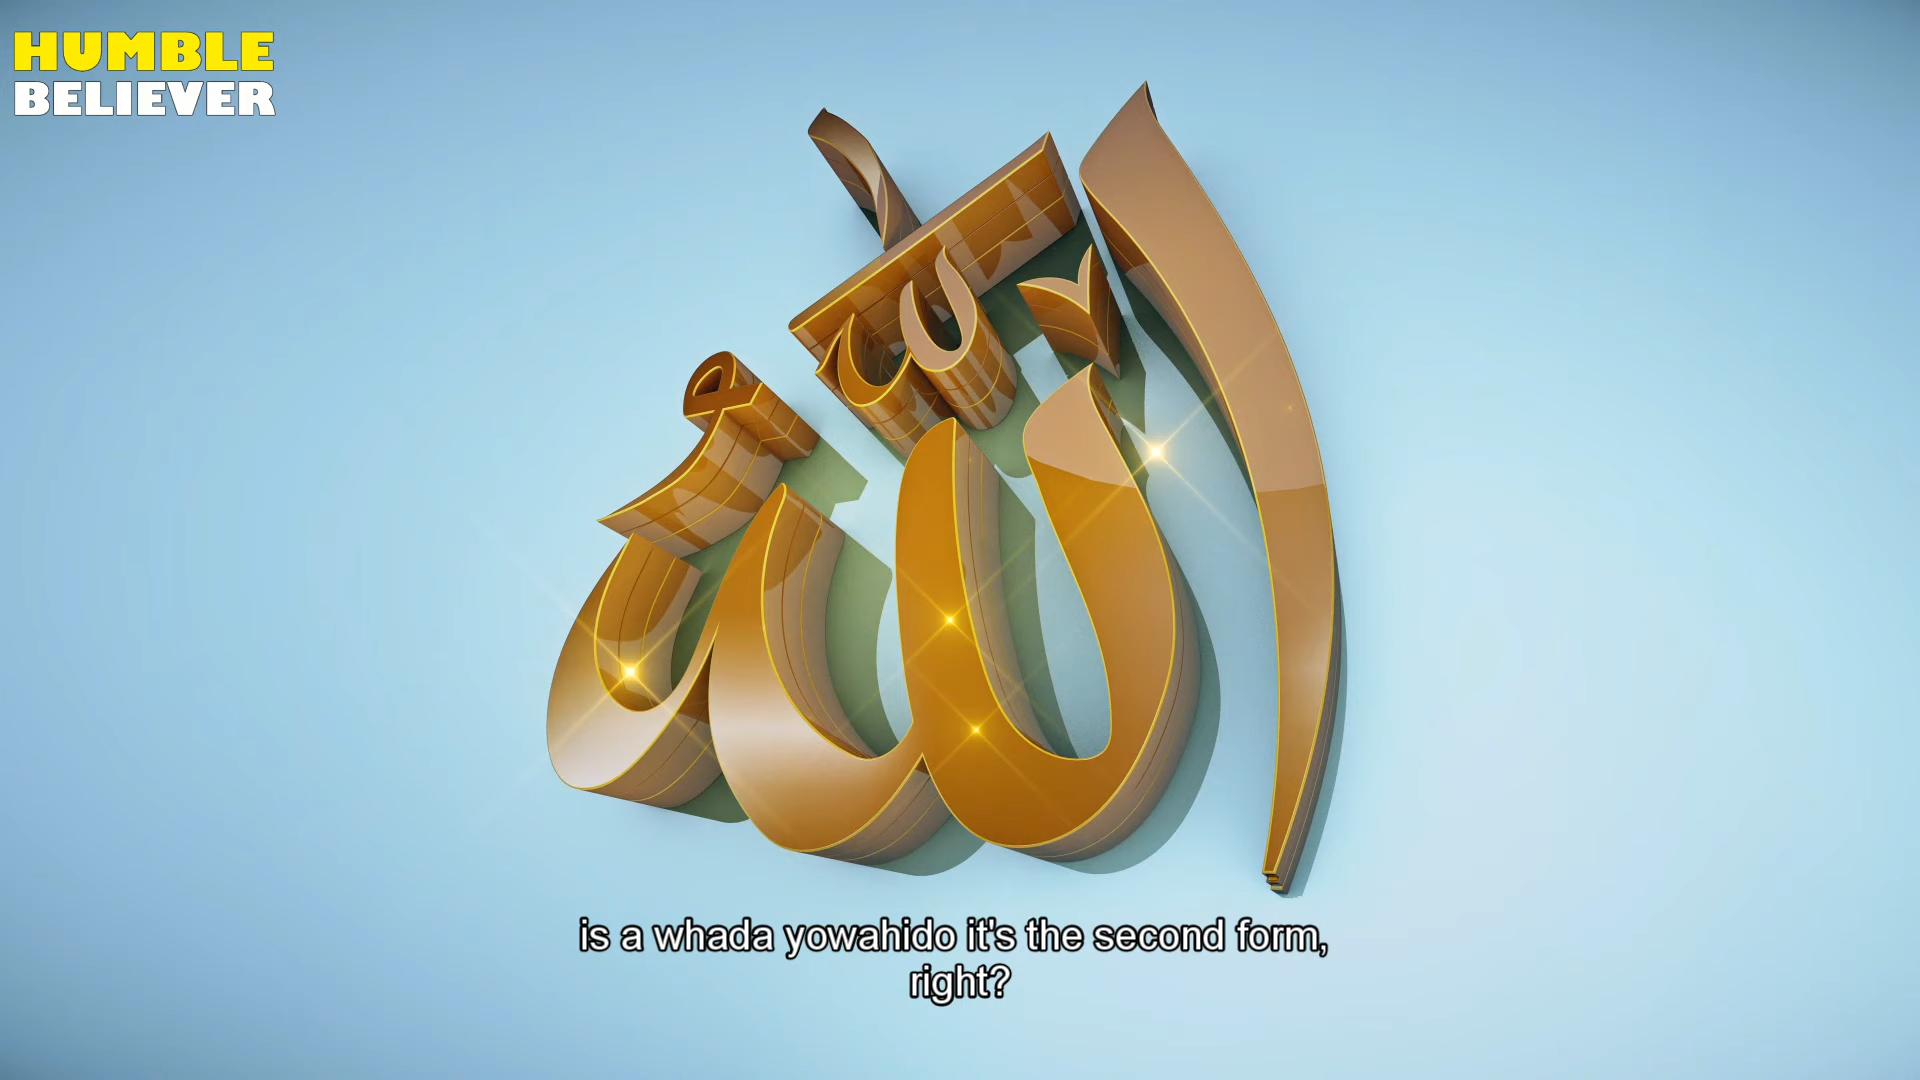 HUMBLE
BELIEVER
الله
is a whada yowahido it's the second form,
right?